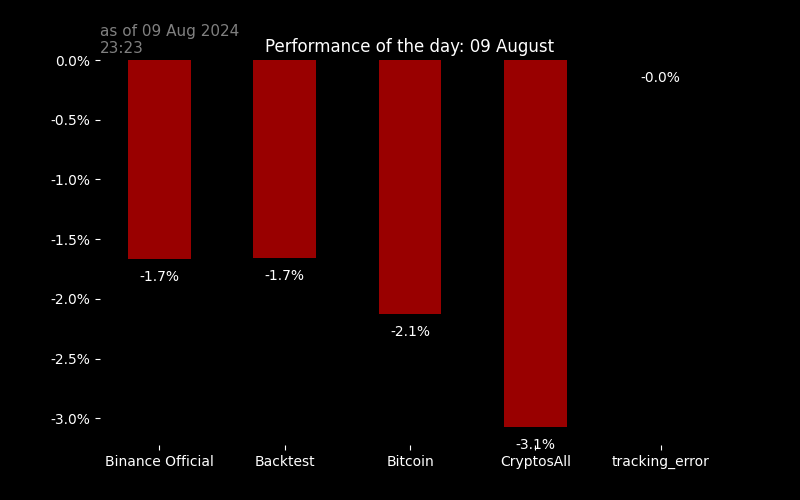 as of 09 Aug 2024
23:23
Performance of the day: 09 August
0.0%
-0.5%
-1.0%
-1.5%
-2.0%
-2.5%
-3.0%
-1.7%
-1.7%
-2.1%
-3.1%
-0.0%
Binance Official
Backtest
Bitcoin
CryptosAll
tracking_error